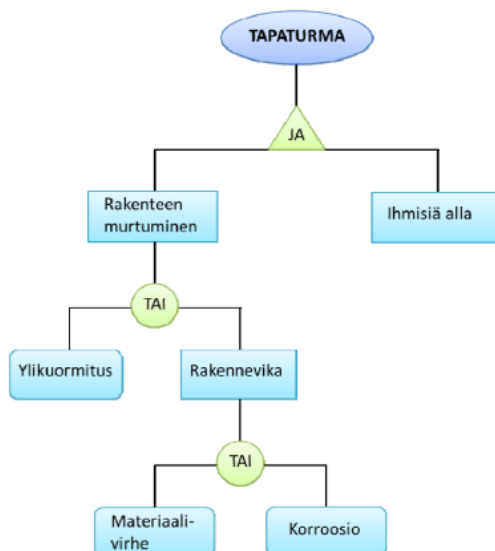 TAPATURMA
JA
Rakenteen
murtuminen
Ihmisiä alla
TAI
Ylikuormitus
Rakennevika
TAI
Materiaali-
virhe
Korroosio